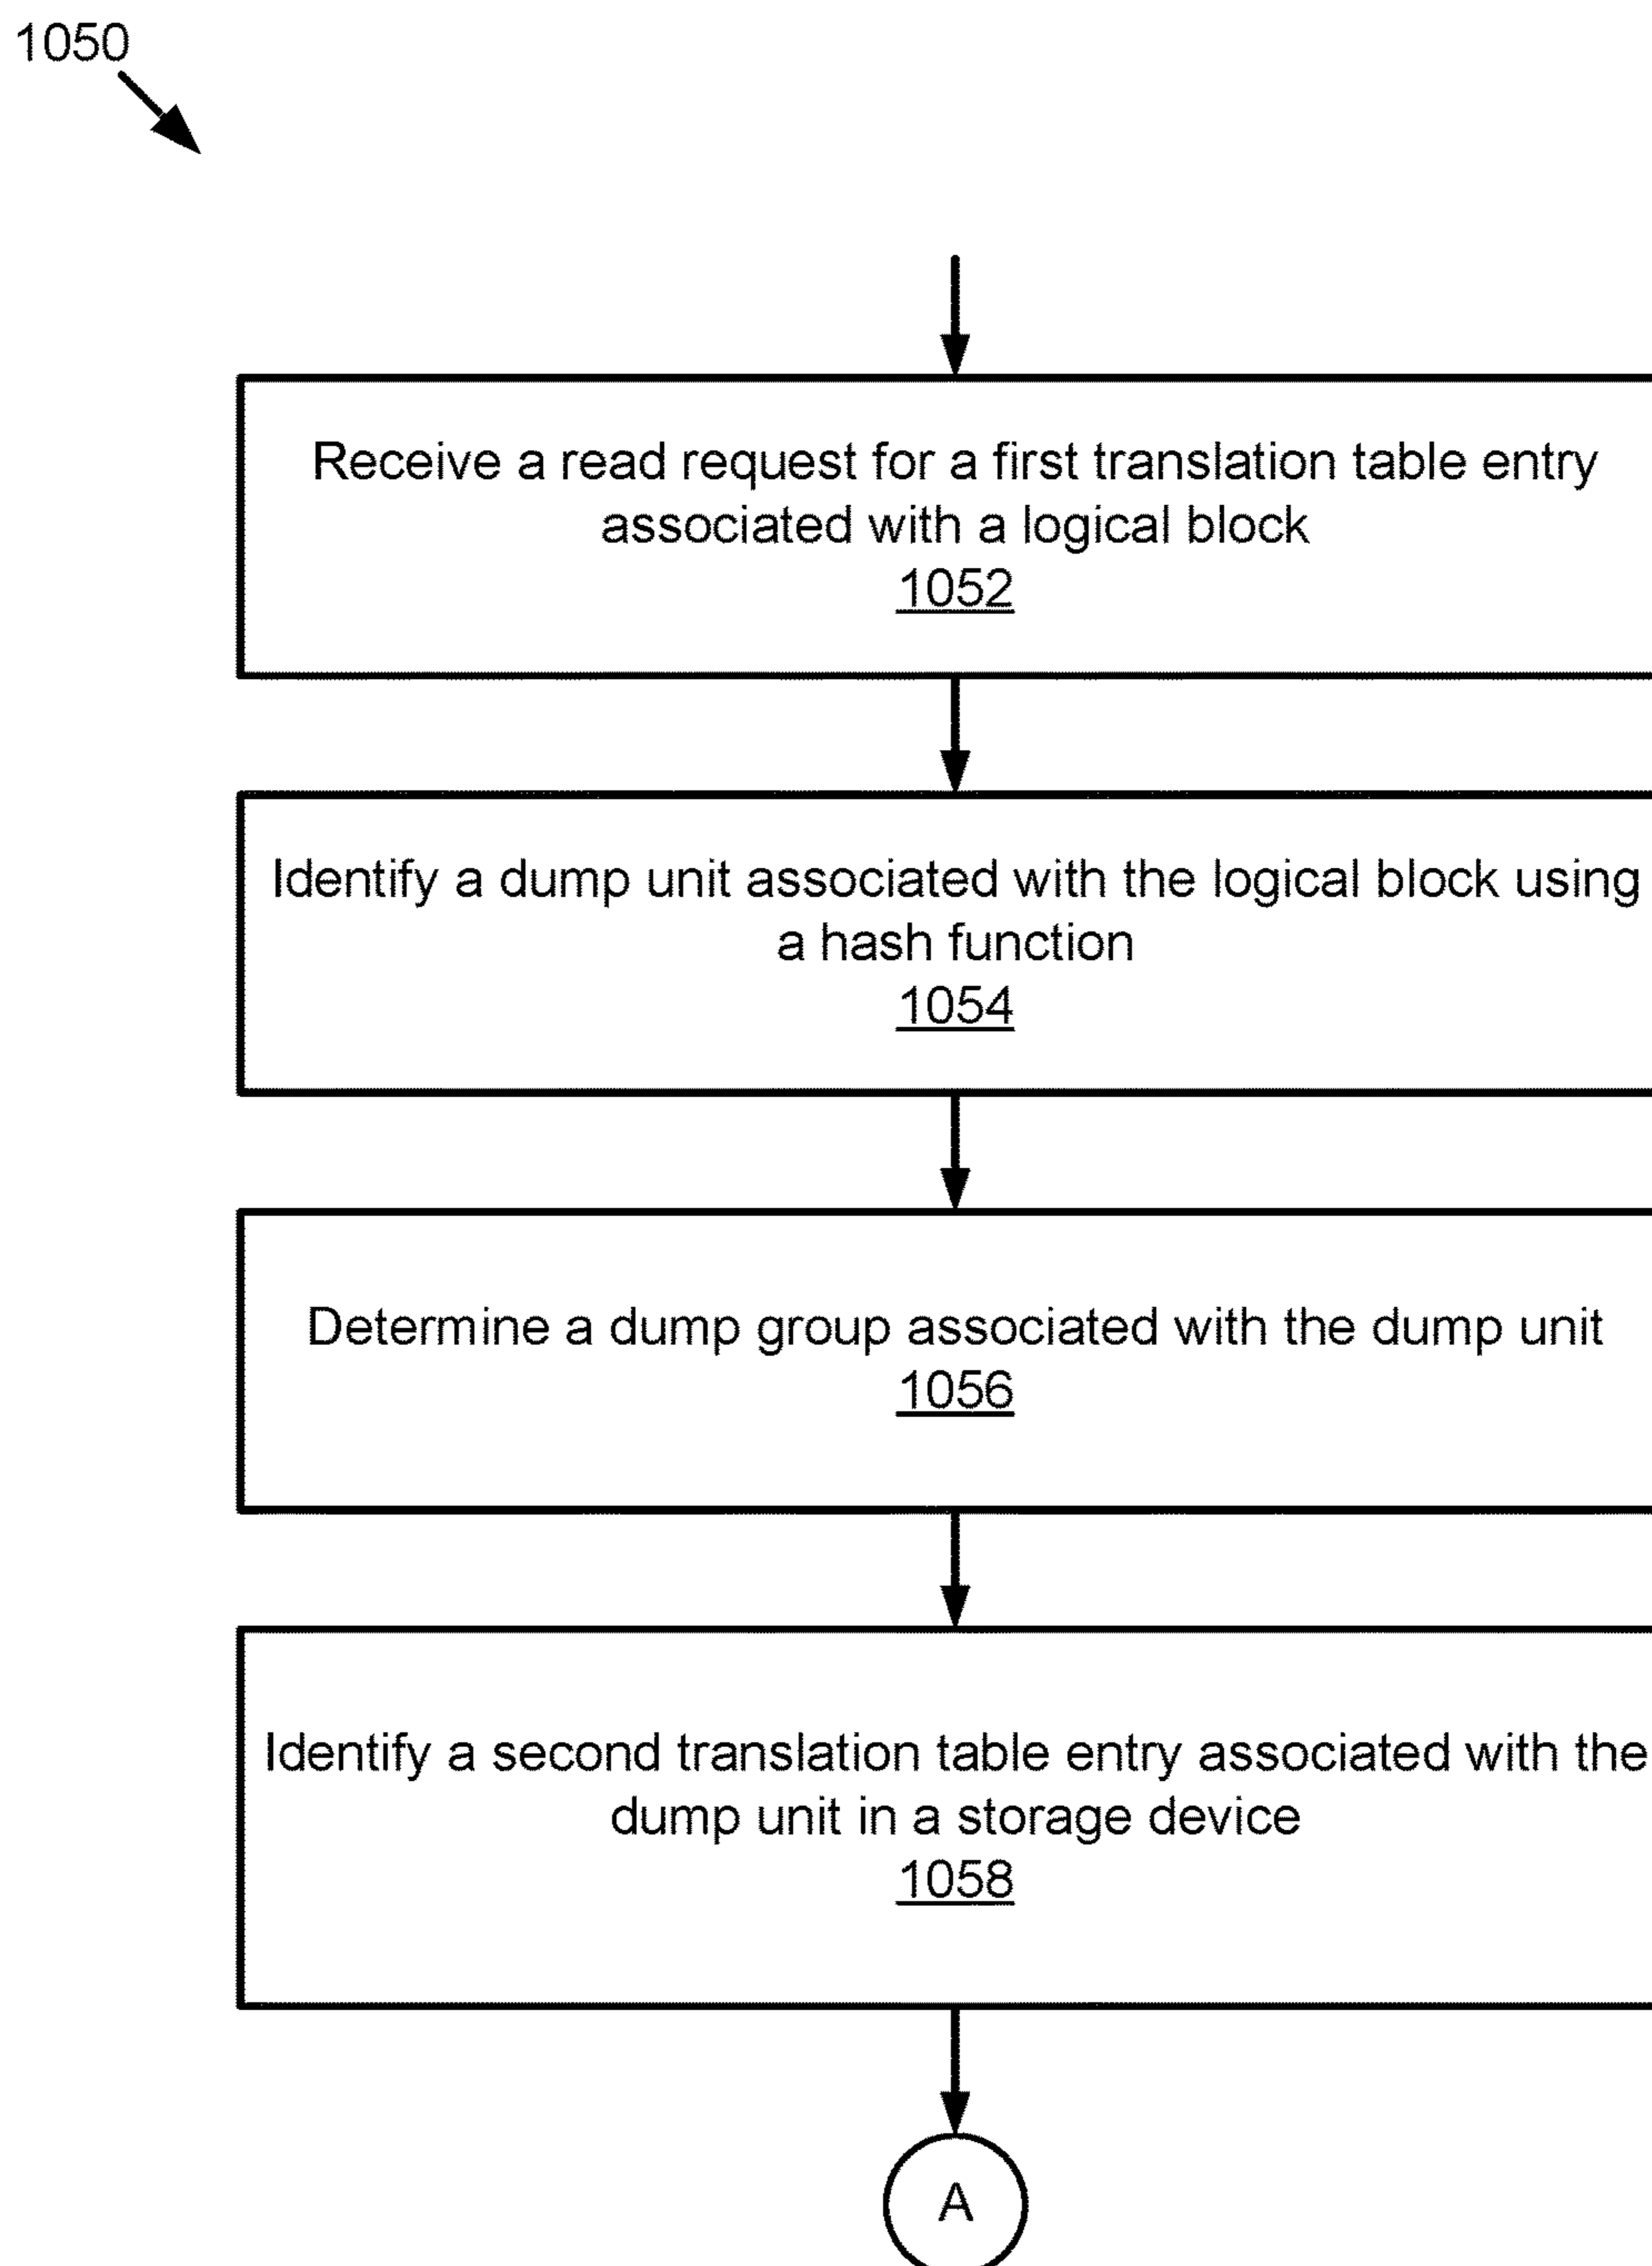 1050
Receive a read request for a first translation table entry
associated with a logical block
1052
Identify a dump unit associated with the logical block using
a hash function
1054
Determine a dump group associated with the dump unit
1056
Identify a second translation table entry associated with the
dump unit in a storage device
1058
A